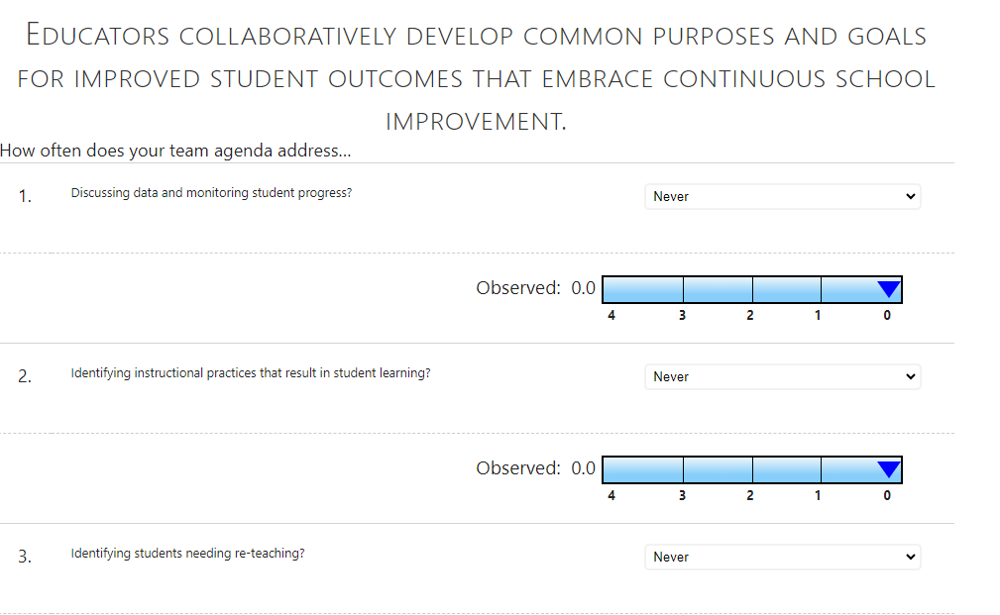 Educators collaboratively develop common purposes and goals
for improved student outcomes that embrace continuous school
improvement.
How often does your team agenda address...
1. Discussing data and monitoring student progress? Never
Observed: 0.0
4 3 2 1 0
2. Identifying instructional practices that result in student learning? Never
Observed: 0.0
4 3 2 1 0
3. Identifying students needing re-teaching? Never